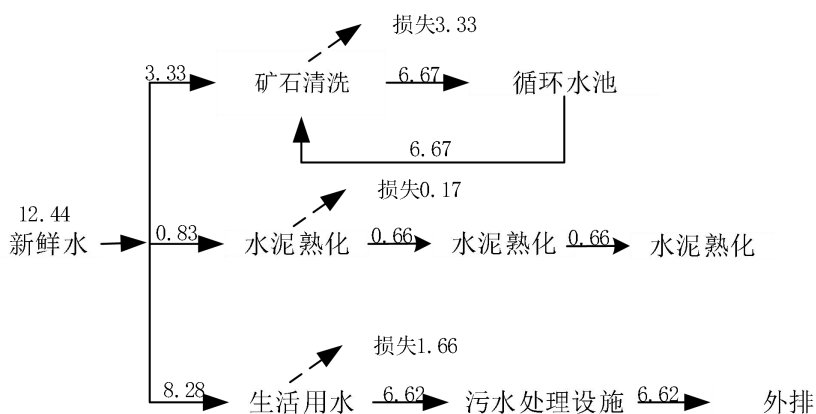 损失3.33
3.33
矿石清洗
6.67
循环水池
6.67
损失0.17
12.44
新鲜水
0.83
水泥熟化
0.66
水泥熟化
0.66
水泥熟化
损失1.66
8.28
生活用水
6.62
污水处理设施
6.62
外排